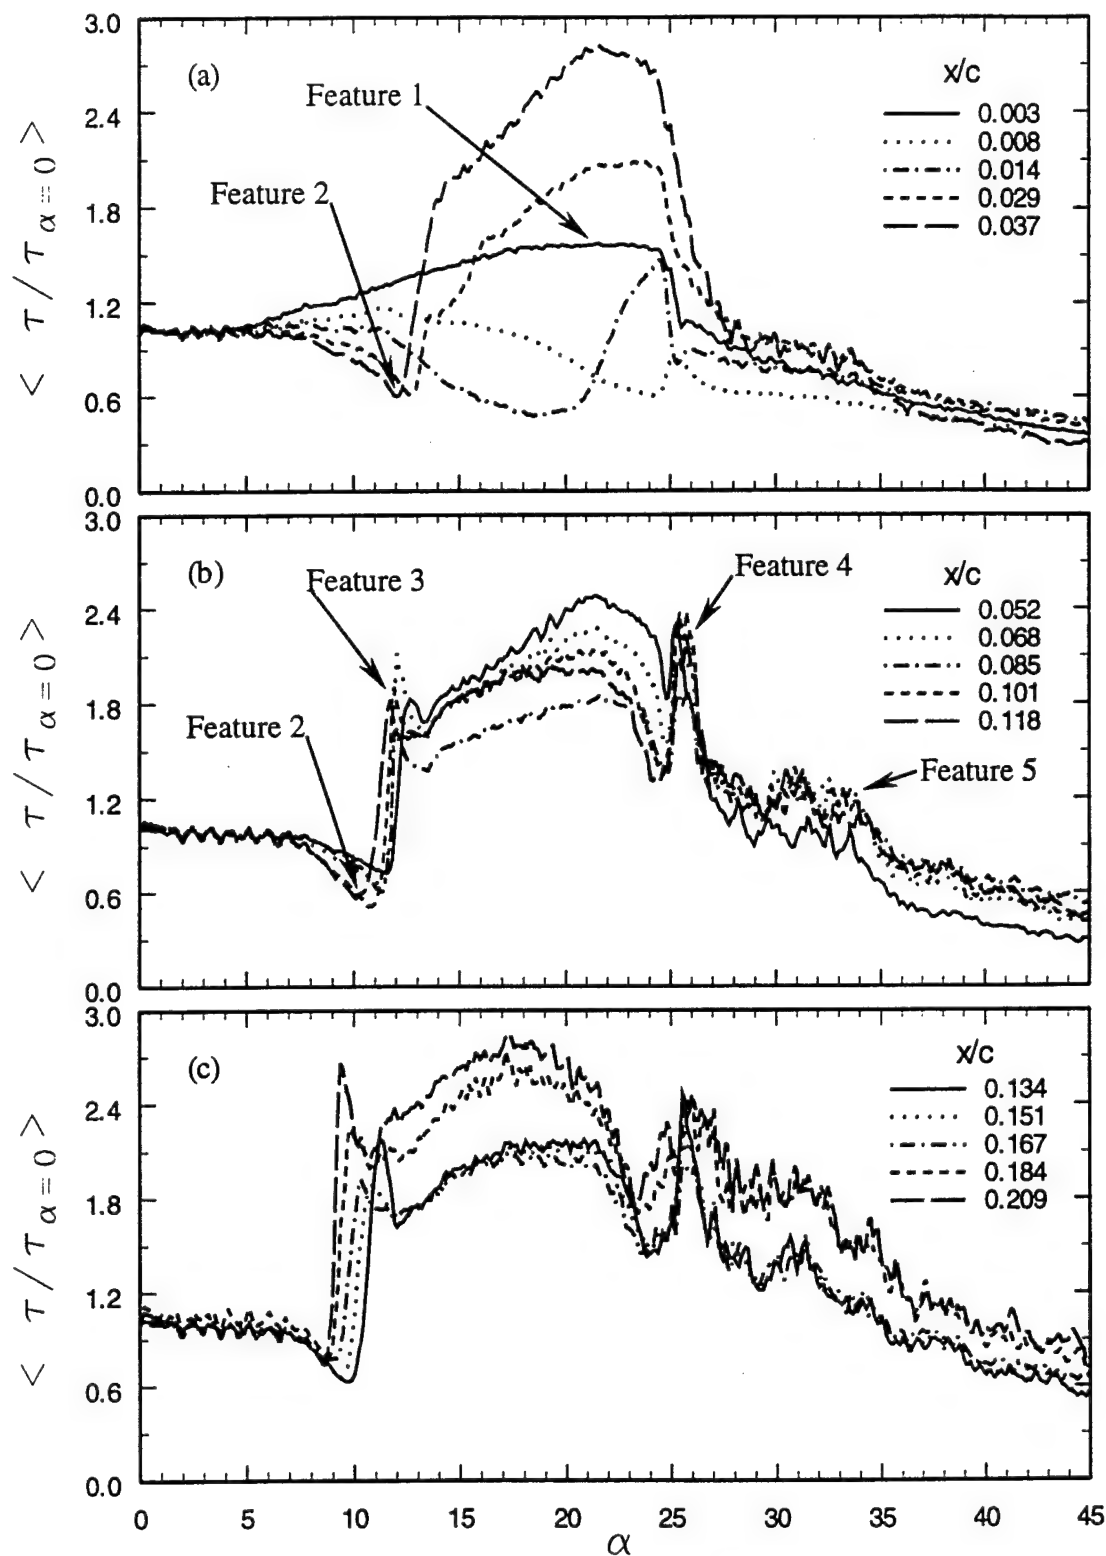 (a)
Feature 1
Feature 2
x/c
0.003
0.008
0.014
0.029
0.037
< τ / τ α = 0 >
3.0
2.4
1.8
1.2
0.6
0.0
(b)
Feature 3
Feature 4
Feature 2
Feature 5
x/c
0.052
0.068
0.085
0.101
0.118
< τ / τ α = 0 >
3.0
2.4
1.8
1.2
0.6
0.0
(c)
x/c
0.134
0.151
0.167
0.184
0.209
< τ / τ α = 0 >
3.0
2.4
1.8
1.2
0.6
0.0
0 5 10 15 20 25 30 35 40 45
α